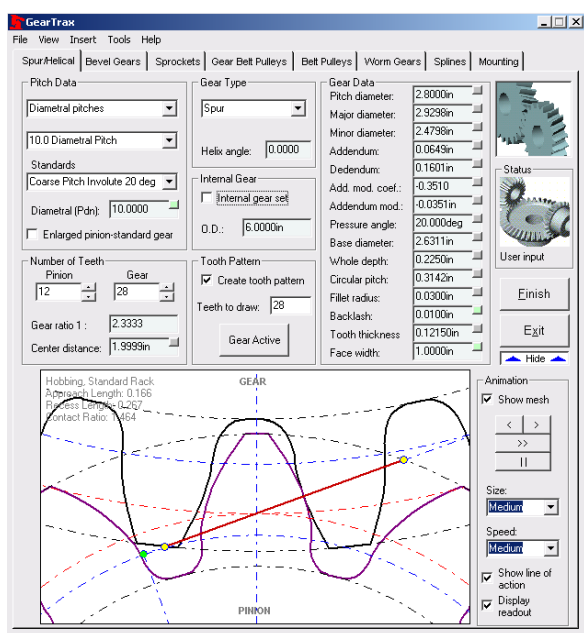 GearTrax
File View Insert Tools Help
Spur/Helical Bevel Gears Sprockets Gear Belt Pulleys Belt Pulleys Worm Gears Splines Mounting
Pitch Data
Diametral pitches
10.0 Diametral Pitch
Standards
Coarse Pitch Involute 20 deg
Diametral (Pdn): 10.0000
Enlarged pinion-standard gear
Gear Type
Spur
Helix angle: 0.0000
Internal Gear
Internal gear set
O.D.: 6.0000in
Gear Data
Pitch diameter: 2.8000in
Major diameter: 2.9298in
Minor diameter: 2.4798in
Addendum: 0.0649in
Dedendum: 0.1601in
Add. mod. coef.: -0.3510
Addendum mod.: -0.0351in
Pressure angle: 20.000deg
Base diameter: 2.6311in
Whole depth: 0.2250in
Circular pitch: 0.3142in
Fillet radius: 0.0300in
Backlash: 0.0100in
Tooth thickness 0.12150in
Face width: 1.0000in
Status
User input
Number of Teeth
Pinion Gear
12 28
Gear ratio 1 : 2.3333
Center distance: 1.9999in
Tooth Pattern
Create tooth pattern
Teeth to draw: 28
Gear Active
Finish
Exit
Hide
Hobbing, Standard Rack
Approach Length: 0.166
Recess Length: 0.267
Contact Ratio: 1.464
GEAR
PINION
Animation
Show mesh
< >
>>
II
Size:
Medium
Speed:
Medium
Show line of
action
Display
readout